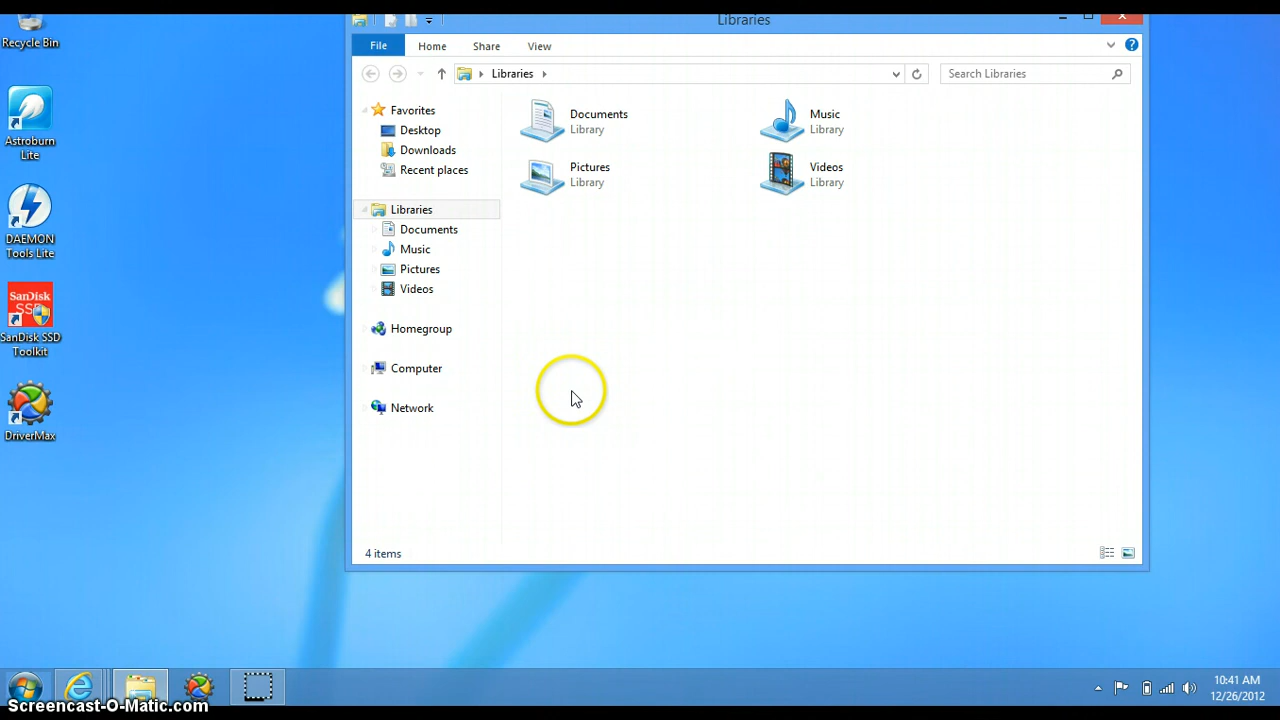 Libraries
Recycle Bin
Astroburn
Lite
DAEMON
Tools Lite
SanDisk
SSD
SanDisk SSD
Toolkit
DriverMax
File
Home
Share
View
Libraries
Search Libraries
Favorites
Desktop
Downloads
Recent places
Libraries
Documents
Music
Pictures
Videos
Homegroup
Computer
Network
Documents
Library
Music
Library
Pictures
Library
Videos
Library
4 items
10:41 AM
12/26/2012
Screencast-O-Matic.com